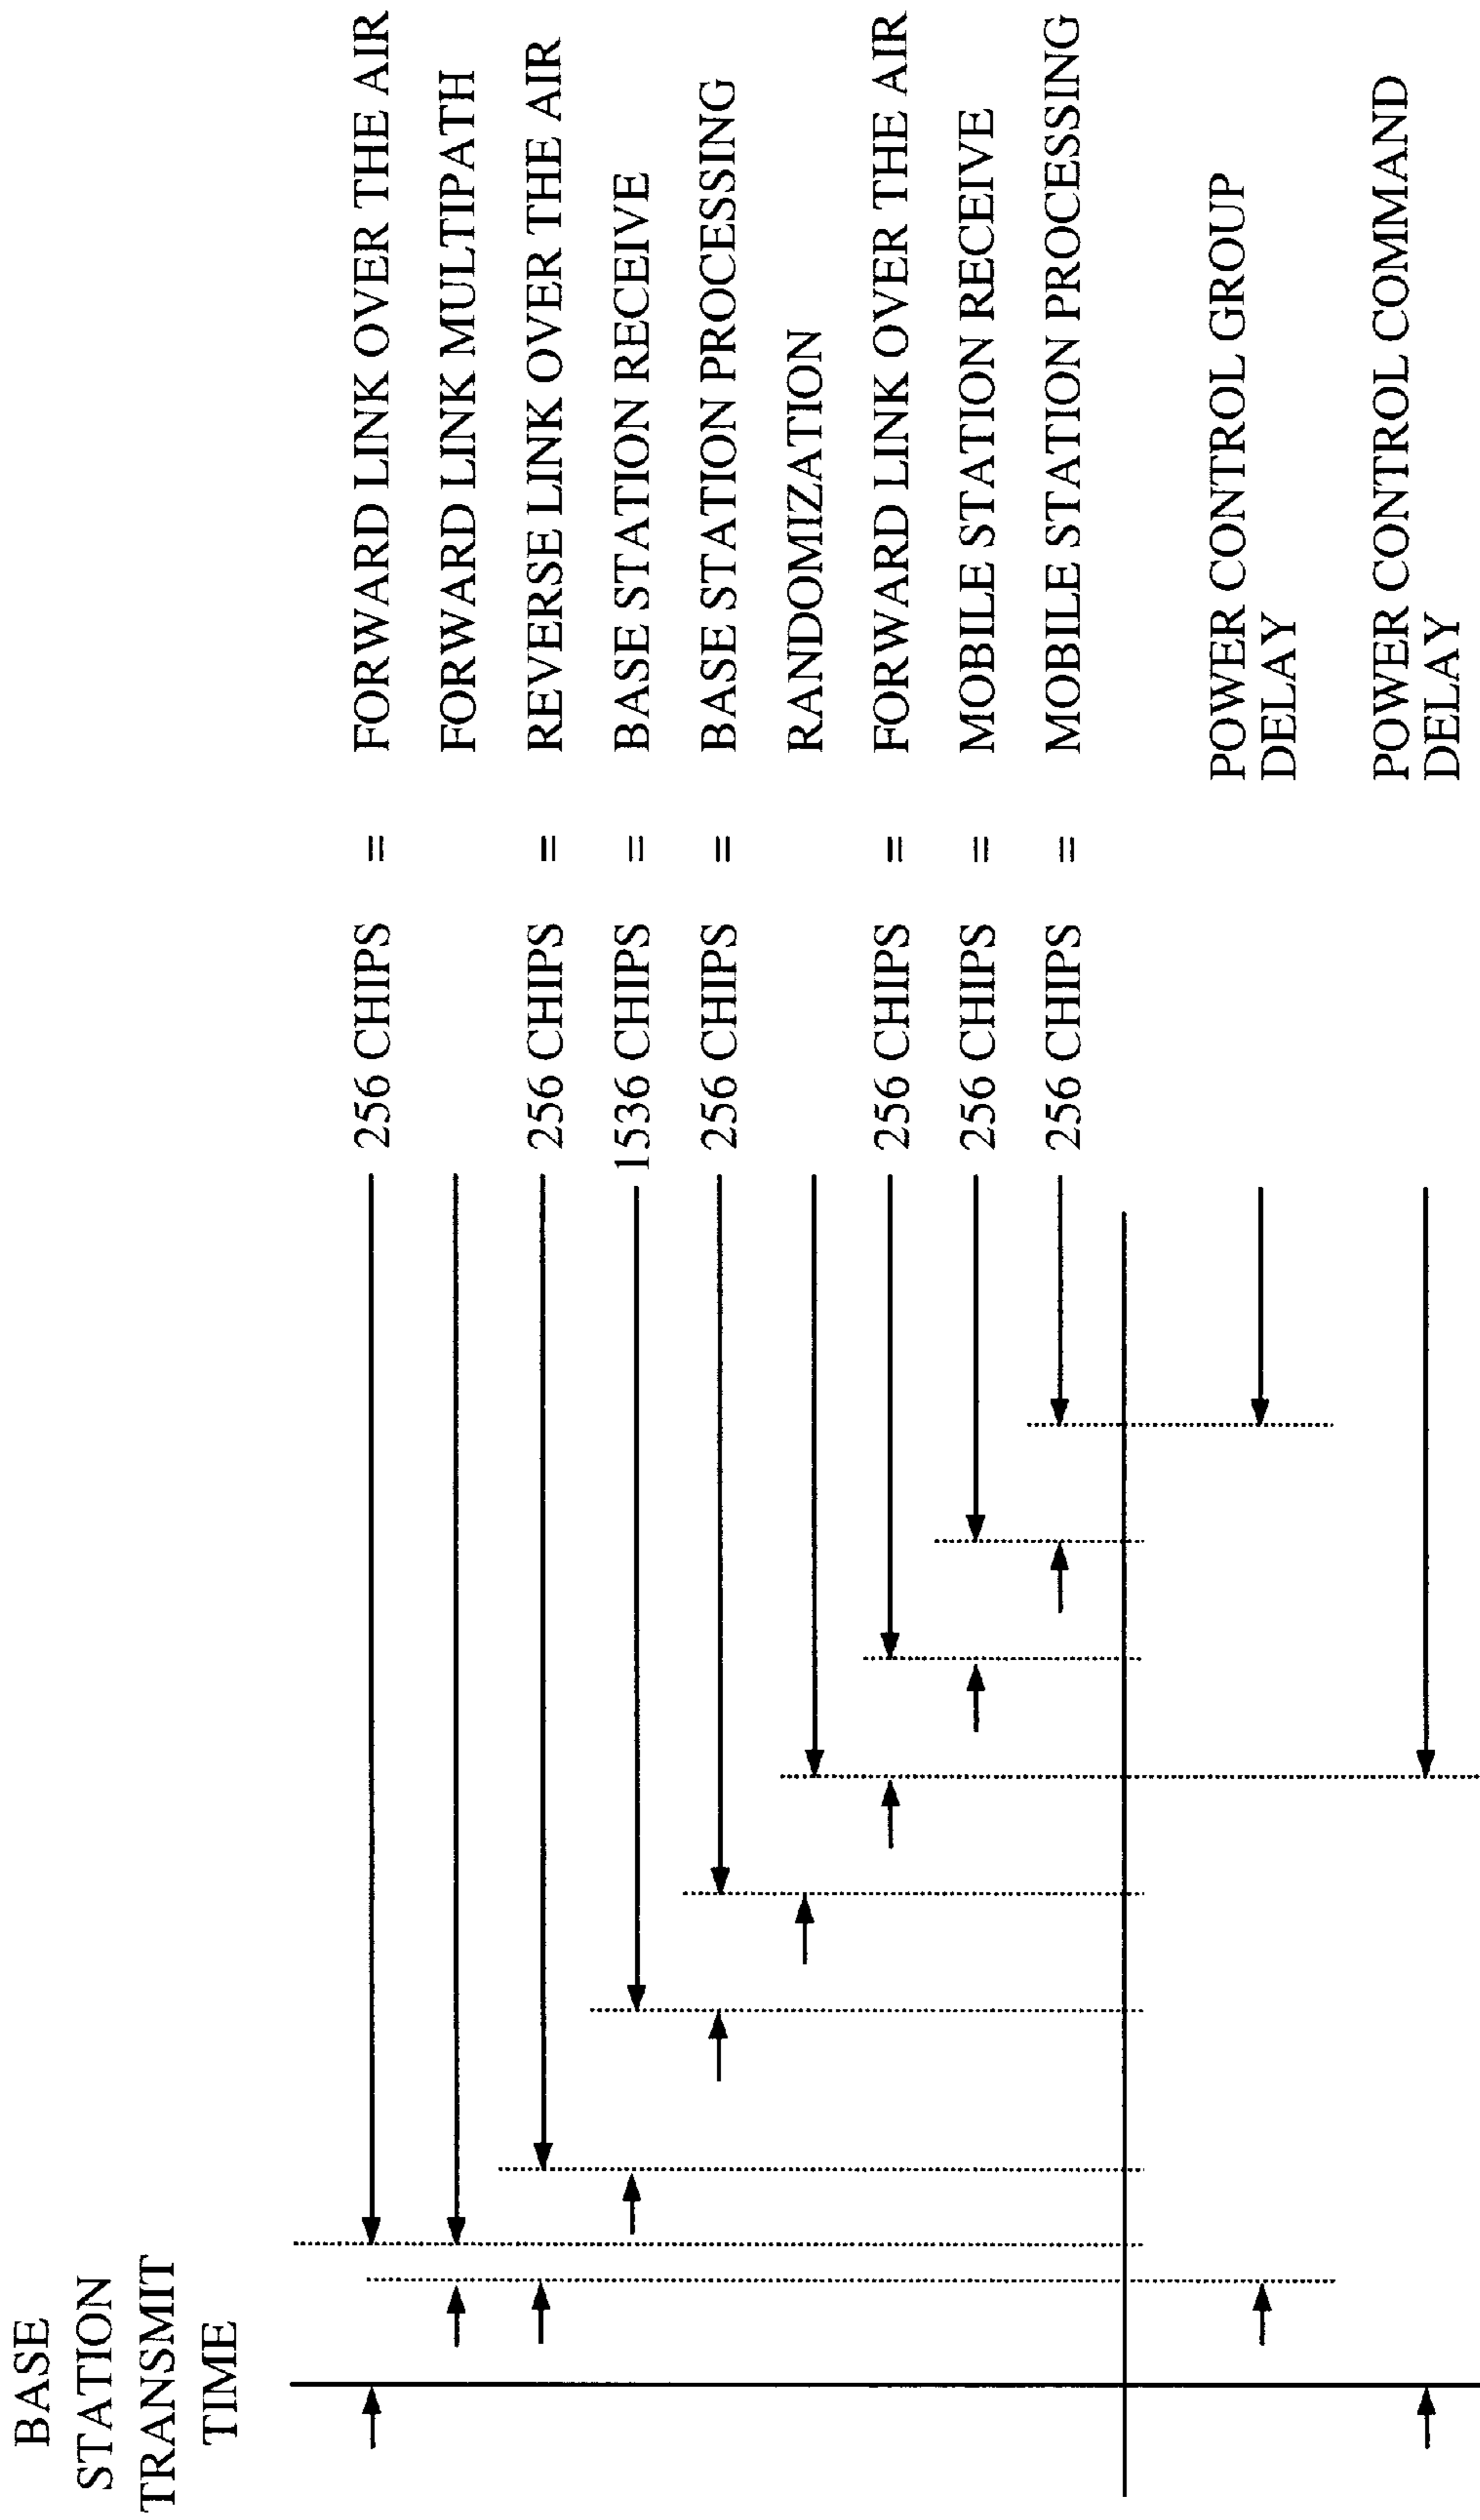 BASE
STATION
TRANSMIT
TIME
256 CHIPS = FORWARD LINK OVER THE AIR
FORWARD LINK MULTIPATH
256 CHIPS = REVERSE LINK OVER THE AIR
1536 CHIPS = BASE STATION RECEIVE
256 CHIPS = BASE STATION PROCESSING
RANDOMIZATION
256 CHIPS = FORWARD LINK OVER THE AIR
256 CHIPS = MOBILE STATION RECEIVE
256 CHIPS = MOBILE STATION PROCESSING
POWER CONTROL GROUP
DELAY
POWER CONTROL COMMAND
DELAY